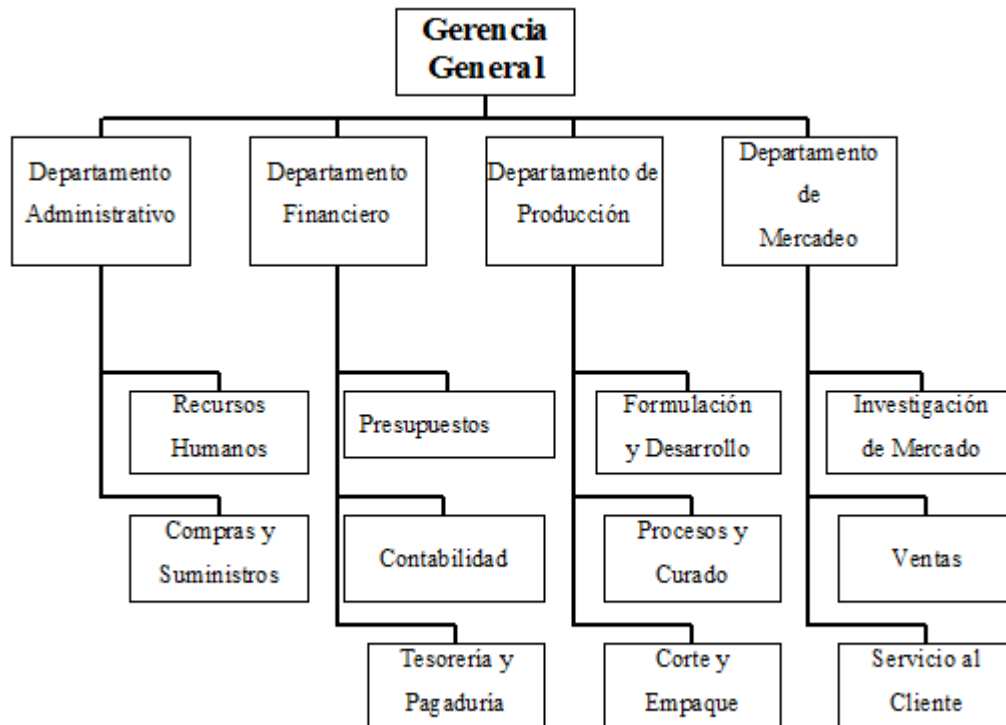 Gerencia
General
Departamento
Administrativo
Departamento
Financiero
Departamento de
Producción
Departamento
de
Mercadeo
Recursos
Humanos
Presupuestos
Formulación
y Desarrollo
Investigación
de Mercado
Compras y
Suministros
Contabilidad
Procesos y
Curado
Ventas
Tesorería y
Pagaduría
Corte y
Empaque
Servicio al
Cliente